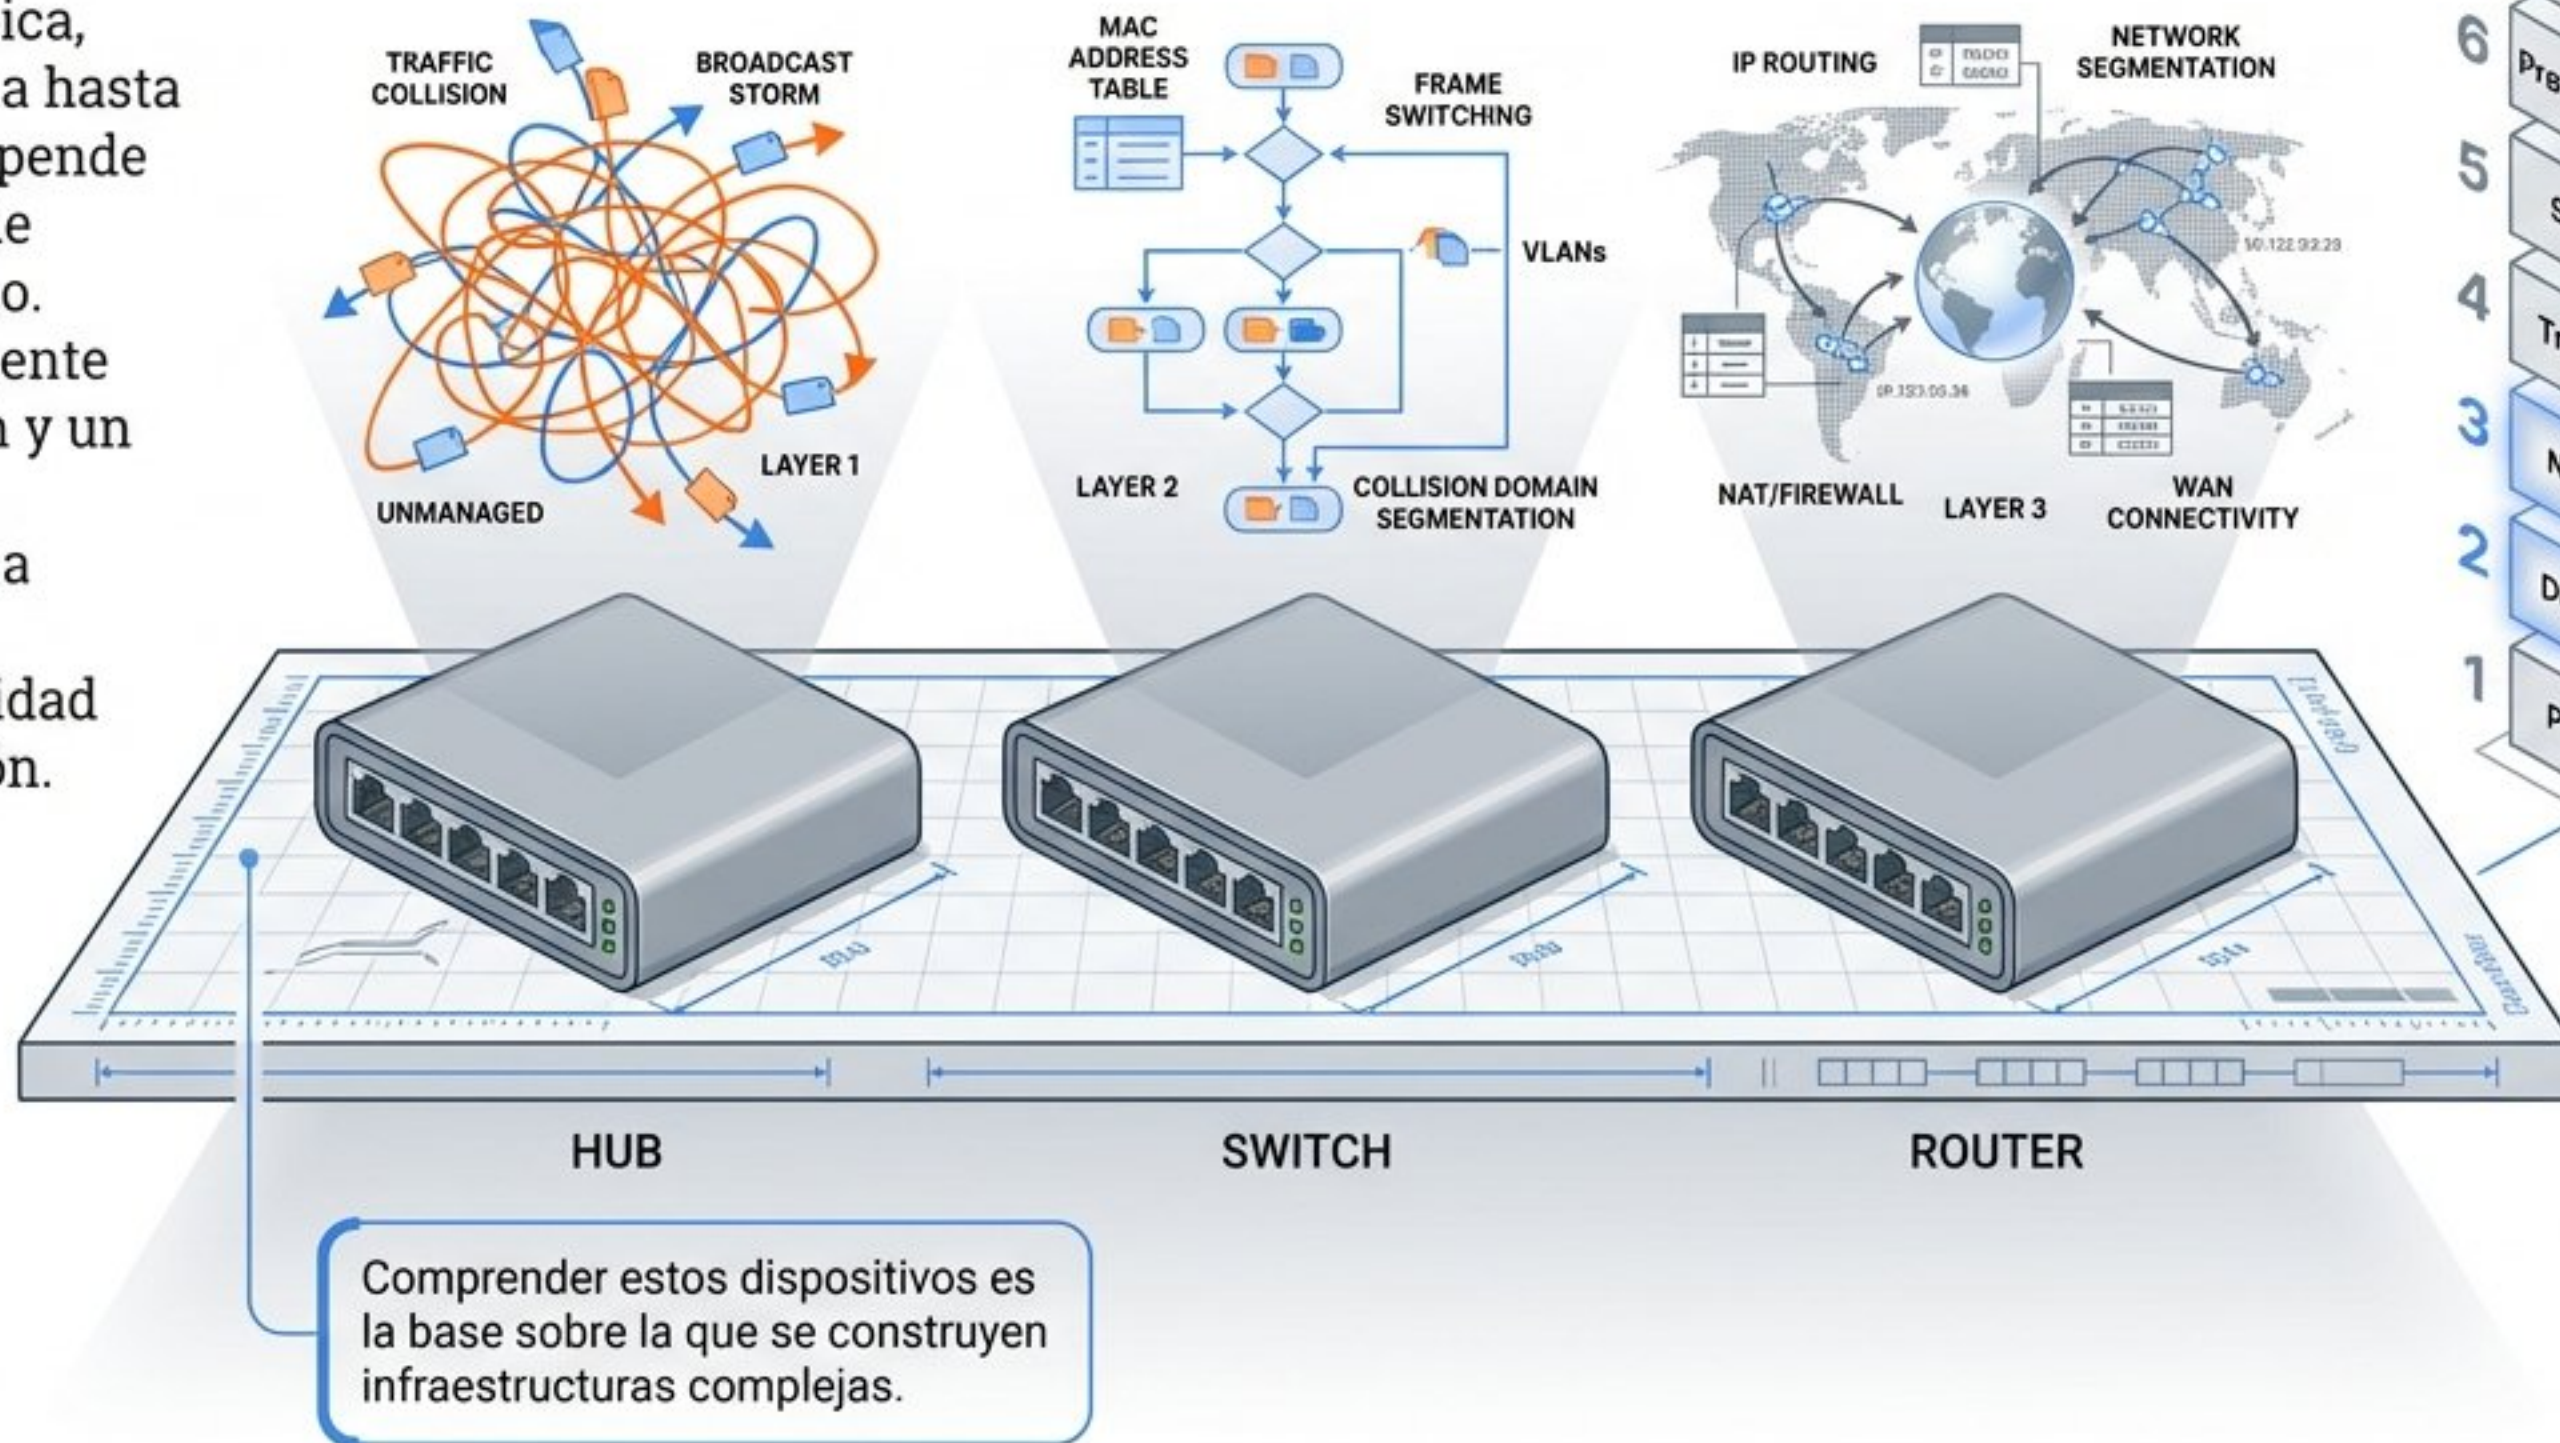 ica,
a hasta
pende
e
o.
ente
n y un
a
idad
ón.
TRAFFIC
COLLISION
BROADCAST
STORM
UNMANAGED
LAYER 1
MAC
ADDRESS
TABLE
FRAME
SWITCHING
VLANs
LAYER 2
COLLISION DOMAIN
SEGMENTATION
IP ROUTING
NETWORK
SEGMENTATION
NAT/FIREWALL
LAYER 3
WAN
CONNECTIVITY
6
5
4
Tr
3
2
D
1
HUB
SWITCH
ROUTER
Comprender estos dispositivos es
la base sobre la que se construyen
infraestructuras complejas.